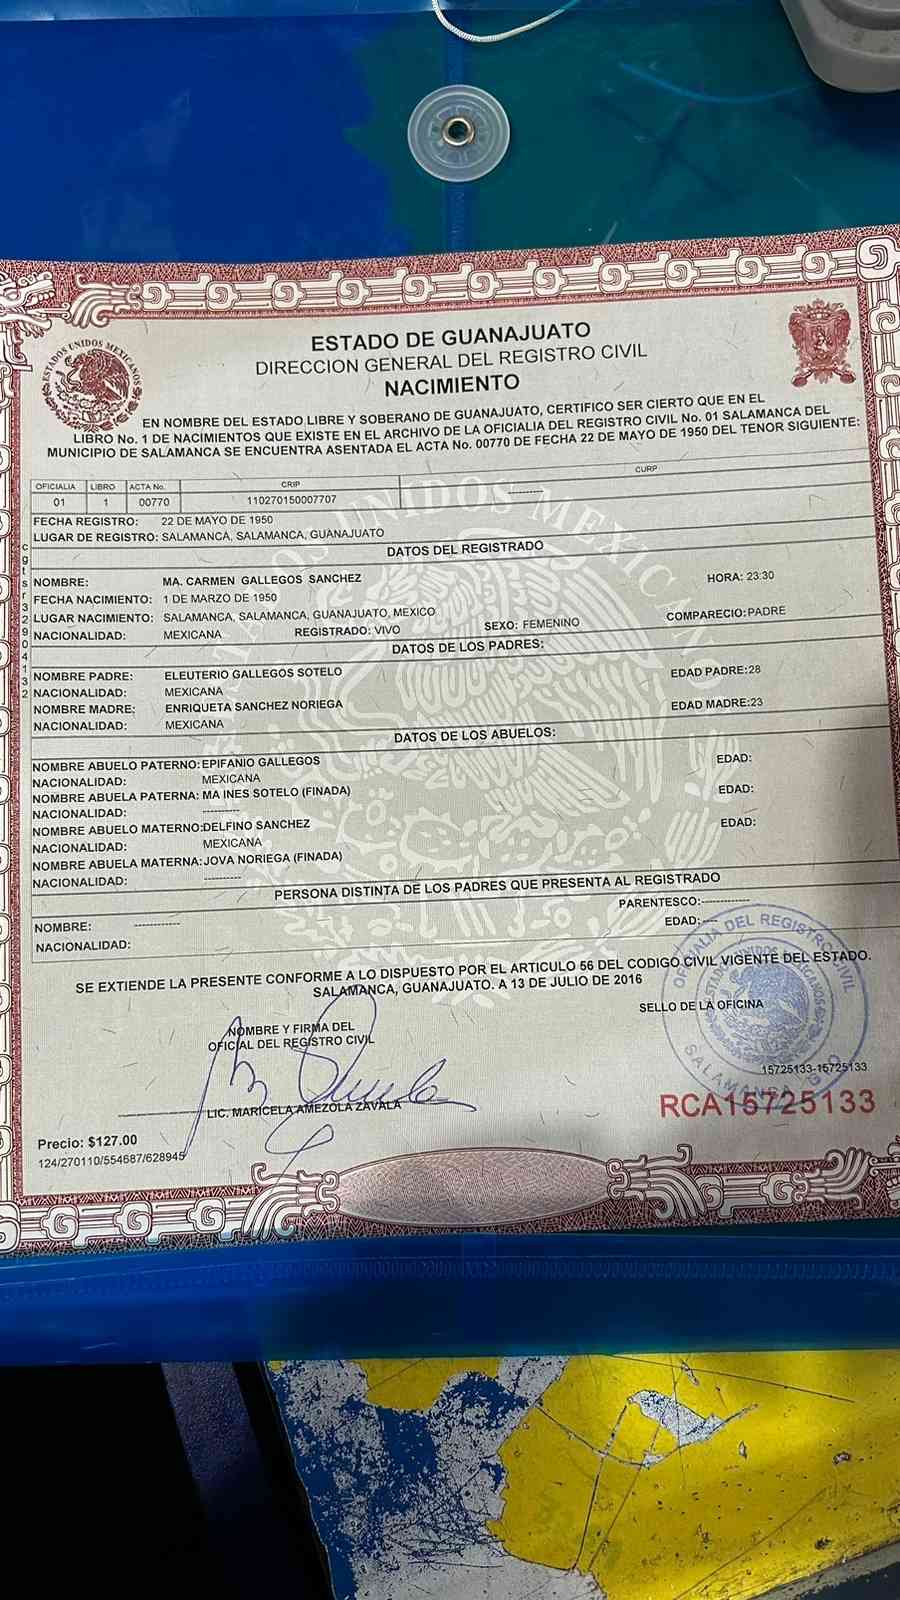 ESTADOS UNIDOS MEXICANOS
ESTADO DE GUANAJUATO
DIRECCION GENERAL DEL REGISTRO CIVIL
NACIMIENTO
EN NOMBRE DEL ESTADO LIBRE Y SOBERANO DE GUANAJUATO, CERTIFICO SER CIERTO QUE EN EL
LIBRO No. 1 DE NACIMIENTOS QUE EXISTE EN EL ARCHIVO DE LA OFICIALIA DEL REGISTRO CIVIL No. 01 SALAMANCA DEL
MUNICIPIO DE SALAMANCA SE ENCUENTRA ASENTADA EL ACTA No. 00770 DE FECHA 22 DE MAYO DE 1950 DEL TENOR SIGUIENTE:
OFICIALIA LIBRO ACTA No. CRIP CURP
01 1 00770 110270150007707 ----------
ESTADOS UNIDOS MEXICANOS
FECHA REGISTRO: 22 DE MAYO DE 1950
LUGAR DE REGISTRO: SALAMANCA, SALAMANCA, GUANAJUATO
DATOS DEL REGISTRADO
NOMBRE: MA. CARMEN GALLEGOS SANCHEZ HORA: 23:30
FECHA NACIMIENTO: 1 DE MARZO DE 1950
LUGAR NACIMIENTO: SALAMANCA, SALAMANCA, GUANAJUATO, MEXICO COMPARECIO: PADRE
NACIONALIDAD: MEXICANA REGISTRADO: VIVO SEXO: FEMENINO
DATOS DE LOS PADRES:
NOMBRE PADRE: ELEUTERIO GALLEGOS SOTELO EDAD PADRE:28
NACIONALIDAD: MEXICANA
NOMBRE MADRE: ENRIQUETA SANCHEZ NORIEGA EDAD MADRE:23
NACIONALIDAD: MEXICANA
DATOS DE LOS ABUELOS:
NOMBRE ABUELO PATERNO: EPIFANIO GALLEGOS EDAD:
NACIONALIDAD: MEXICANA
NOMBRE ABUELA PATERNA: MA INES SOTELO (FINADA) EDAD:
NACIONALIDAD: ----------
NOMBRE ABUELO MATERNO:DELFINO SANCHEZ EDAD:
NACIONALIDAD: MEXICANA
NOMBRE ABUELA MATERNA: JOVA NORIEGA (FINADA)
NACIONALIDAD: ----------
PERSONA DISTINTA DE LOS PADRES QUE PRESENTA AL REGISTRADO
PARENTESCO:------------
NOMBRE: ------------ EDAD:----
NACIONALIDAD:
SE EXTIENDE LA PRESENTE CONFORME A LO DISPUESTO POR EL ARTICULO 56 DEL CODIGO CIVIL VIGENTE DEL ESTADO.
SALAMANCA, GUANAJUATO. A 13 DE JULIO DE 2016
SELLO DE LA OFICINA
NOMBRE Y FIRMA DEL
OFICIAL DEL REGISTRO CIVIL
OFICIALIA DEL REGISTRO CIVIL
ESTADOS UNIDOS MEXICANOS
SALAMANCA, GTO
15725133-15725133
LIC. MARICELA AMEZOLA ZAVALA
RCA15725133
Precio: $127.00
124/270110/554687/628945